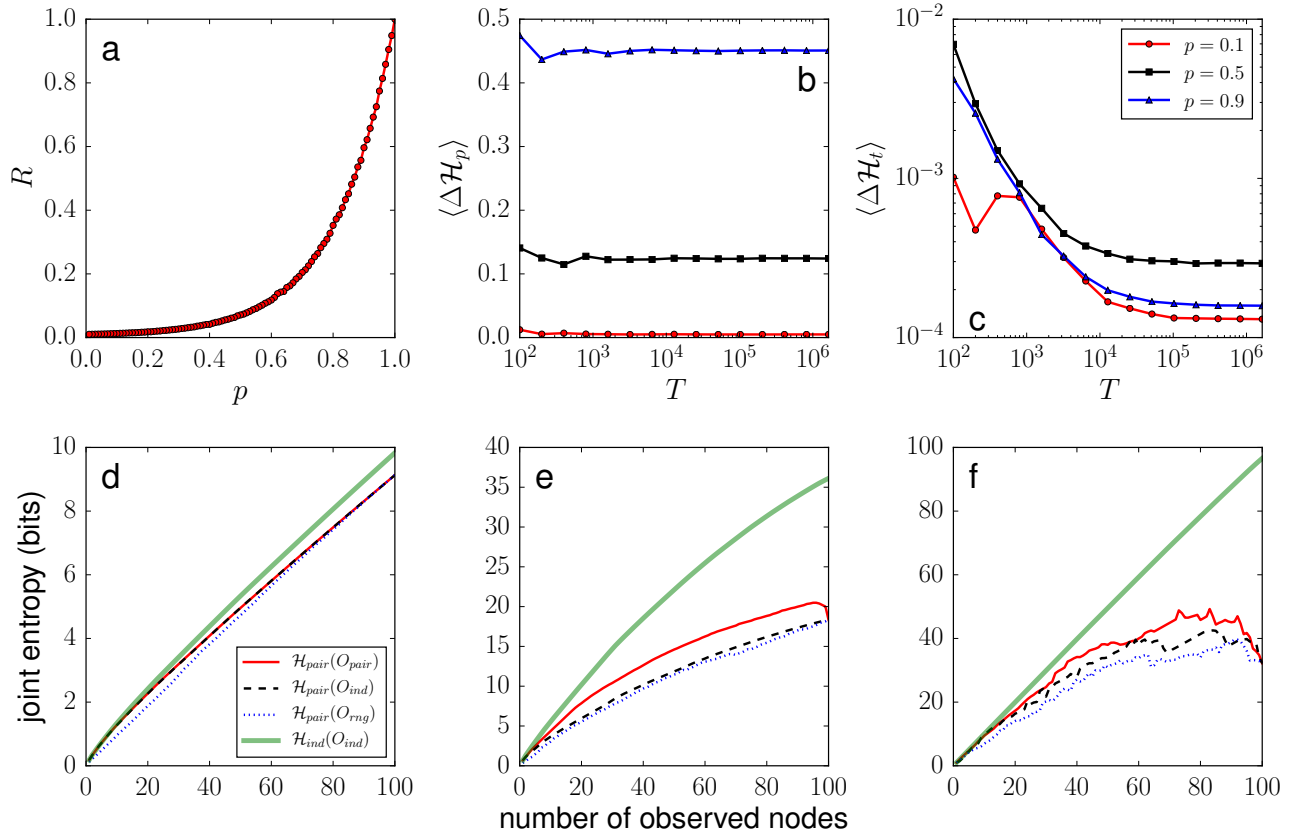 a
R
1.0
0.8
0.6
0.4
0.2
0.0
0.0 0.2 0.4 0.6 0.8 1.0
p
b
⟨Δℋ_p⟩
0.5
0.4
0.3
0.2
0.1
0.0
10^2 10^3 10^4 10^5 10^6
T
c
⟨Δℋ_t⟩
10^-2
10^-3
10^-4
p = 0.1
p = 0.5
p = 0.9
10^2 10^3 10^4 10^5 10^6
T
d
joint entropy (bits)
10
8
6
4
2
0
ℋ_pair(O_pair)
ℋ_pair(O_ind)
ℋ_pair(O_rng)
ℋ_ind(O_ind)
0 20 40 60 80 100
e
40
35
30
25
20
15
10
5
0
0 20 40 60 80 100
f
100
80
60
40
20
0
0 20 40 60 80 100
number of observed nodes